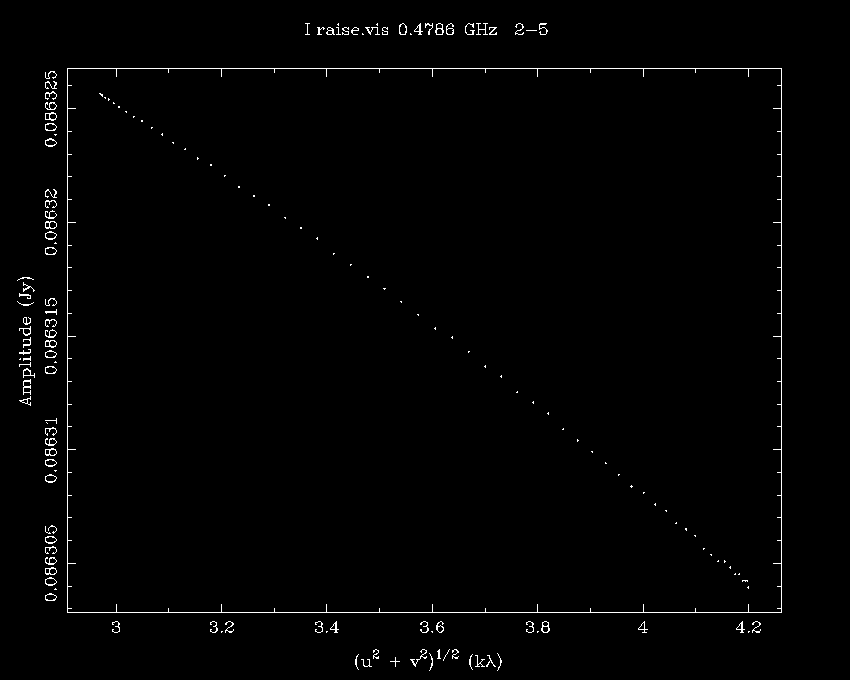 I raise.vis 0.4786 GHz 2-5
0.086325
0.08632
0.086315
0.08631
0.086305
Amplitude (Jy)
3 3.2 3.4 3.6 3.8 4 4.2
(u² + v²)^1/2 (kλ)